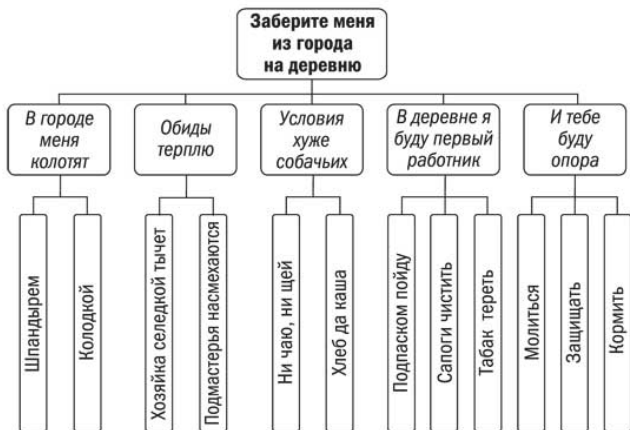 Заберите меня
из города
на деревню
В городе
меня
колотят
Обиды
терплю
Условия
хуже
собачьих
В деревне я
буду первый
работник
И тебе
буду
опора
Шпандырем
Колодкой
Хозяйка селедкой тычет
Подмастерья насмехаются
Ни чаю, ни щей
Хлеб да каша
Подпаском пойду
Сапоги чистить
Табак тереть
Молиться
Защищать
Кормить